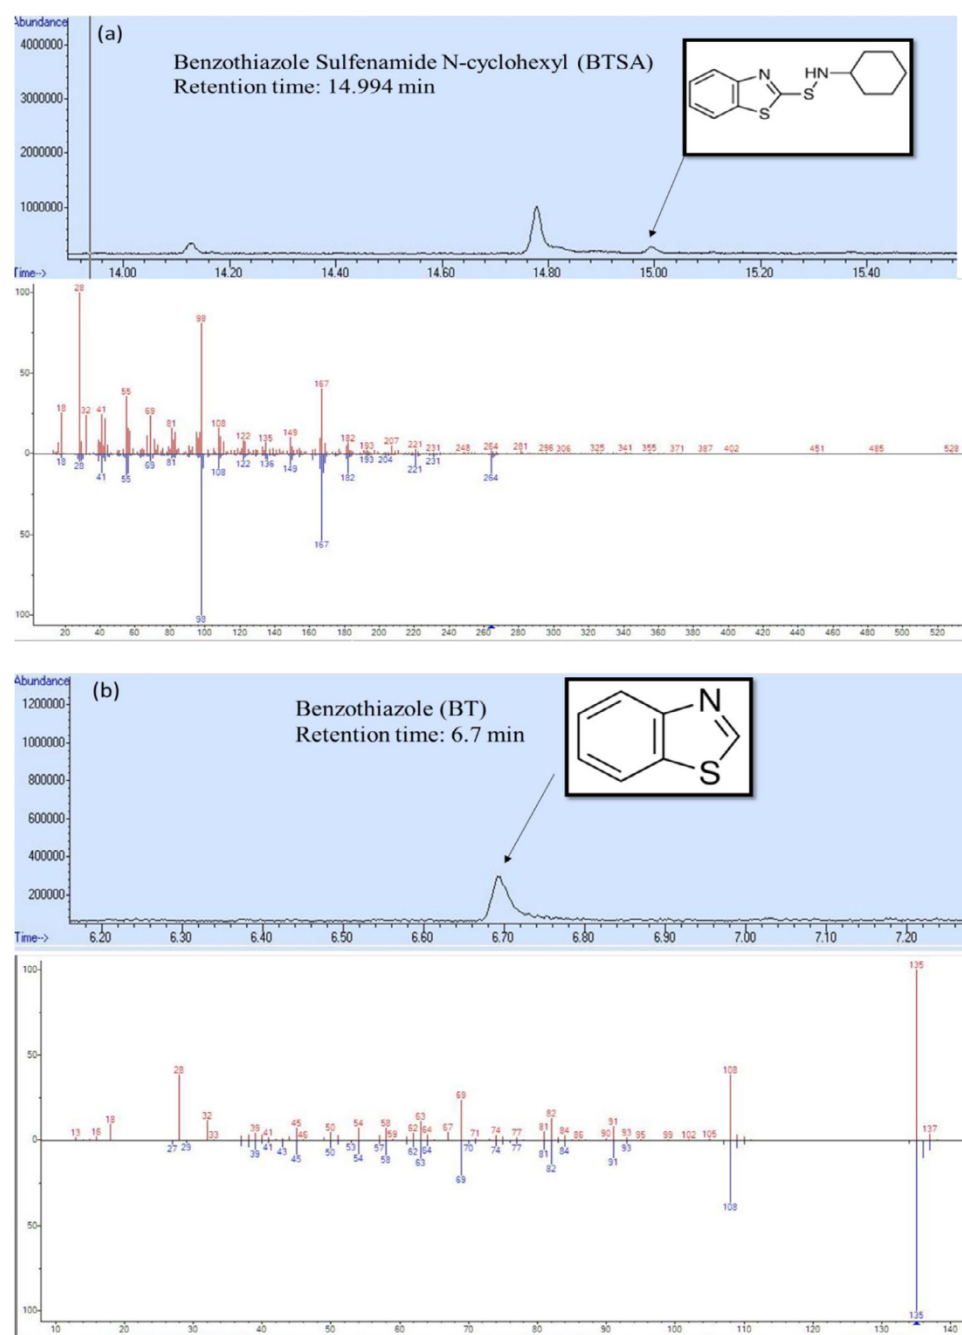 Abundance
(a)
4000000
Benzothiazole Sulfenamide N-cyclohexyl (BTSA)
Retention time: 14.994 min
3000000
2000000
1000000
N HN
S S
Time--> 14.00 14.20 14.40 14.60 14.80 15.00 15.20 15.40
100
28
98
50
18 32 41 55 69 81 108 122 135 149 167 182 193 207 221 231 248 264 281 296 306 325 341 355 371 387 402 451 485 528
0
18 28 41 55 69 81 98 108 122 136 149 167 182 193 204 221 231 264
50
100
20 40 60 80 100 120 140 160 180 200 220 240 260 280 300 320 340 360 380 400 420 440 460 480 500 520
Abundance
(b)
1200000
Benzothiazole (BT)
Retention time: 6.7 min
1000000
800000
600000
400000
200000
N
S
Time--> 6.20 6.30 6.40 6.50 6.60 6.70 6.80 6.90 7.00 7.10 7.20
100
135
50
13 16 18 28 32 33 39 41 45 46 50 54 58 59 62 63 64 67 69 71 74 77 81 82 84 86 90 91 93 95 99 102 105 108 137
0
27 29 39 41 43 45 50 53 54 57 58 62 63 64 69 70 74 77 81 82 84 91 93 108
50
100
135
10 20 30 40 50 60 70 80 90 100 110 120 130 140